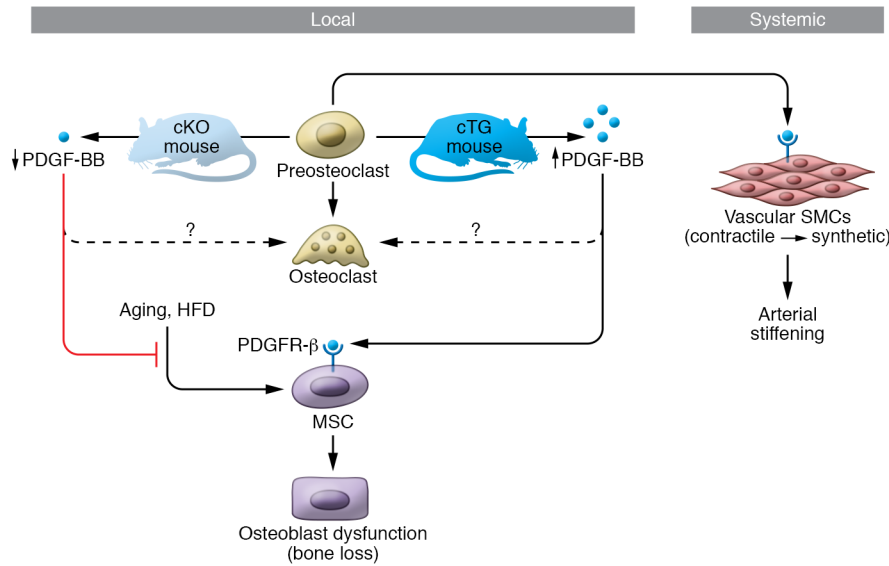 Local
Systemic
cKO
mouse
cTG
mouse
↓ PDGF-BB
Preosteoclast
↑ PDGF-BB
?
?
Osteoclast
Vascular SMCs
(contractile → synthetic)
Aging, HFD
Arterial
stiffening
PDGFR-β
MSC
Osteoblast dysfunction
(bone loss)